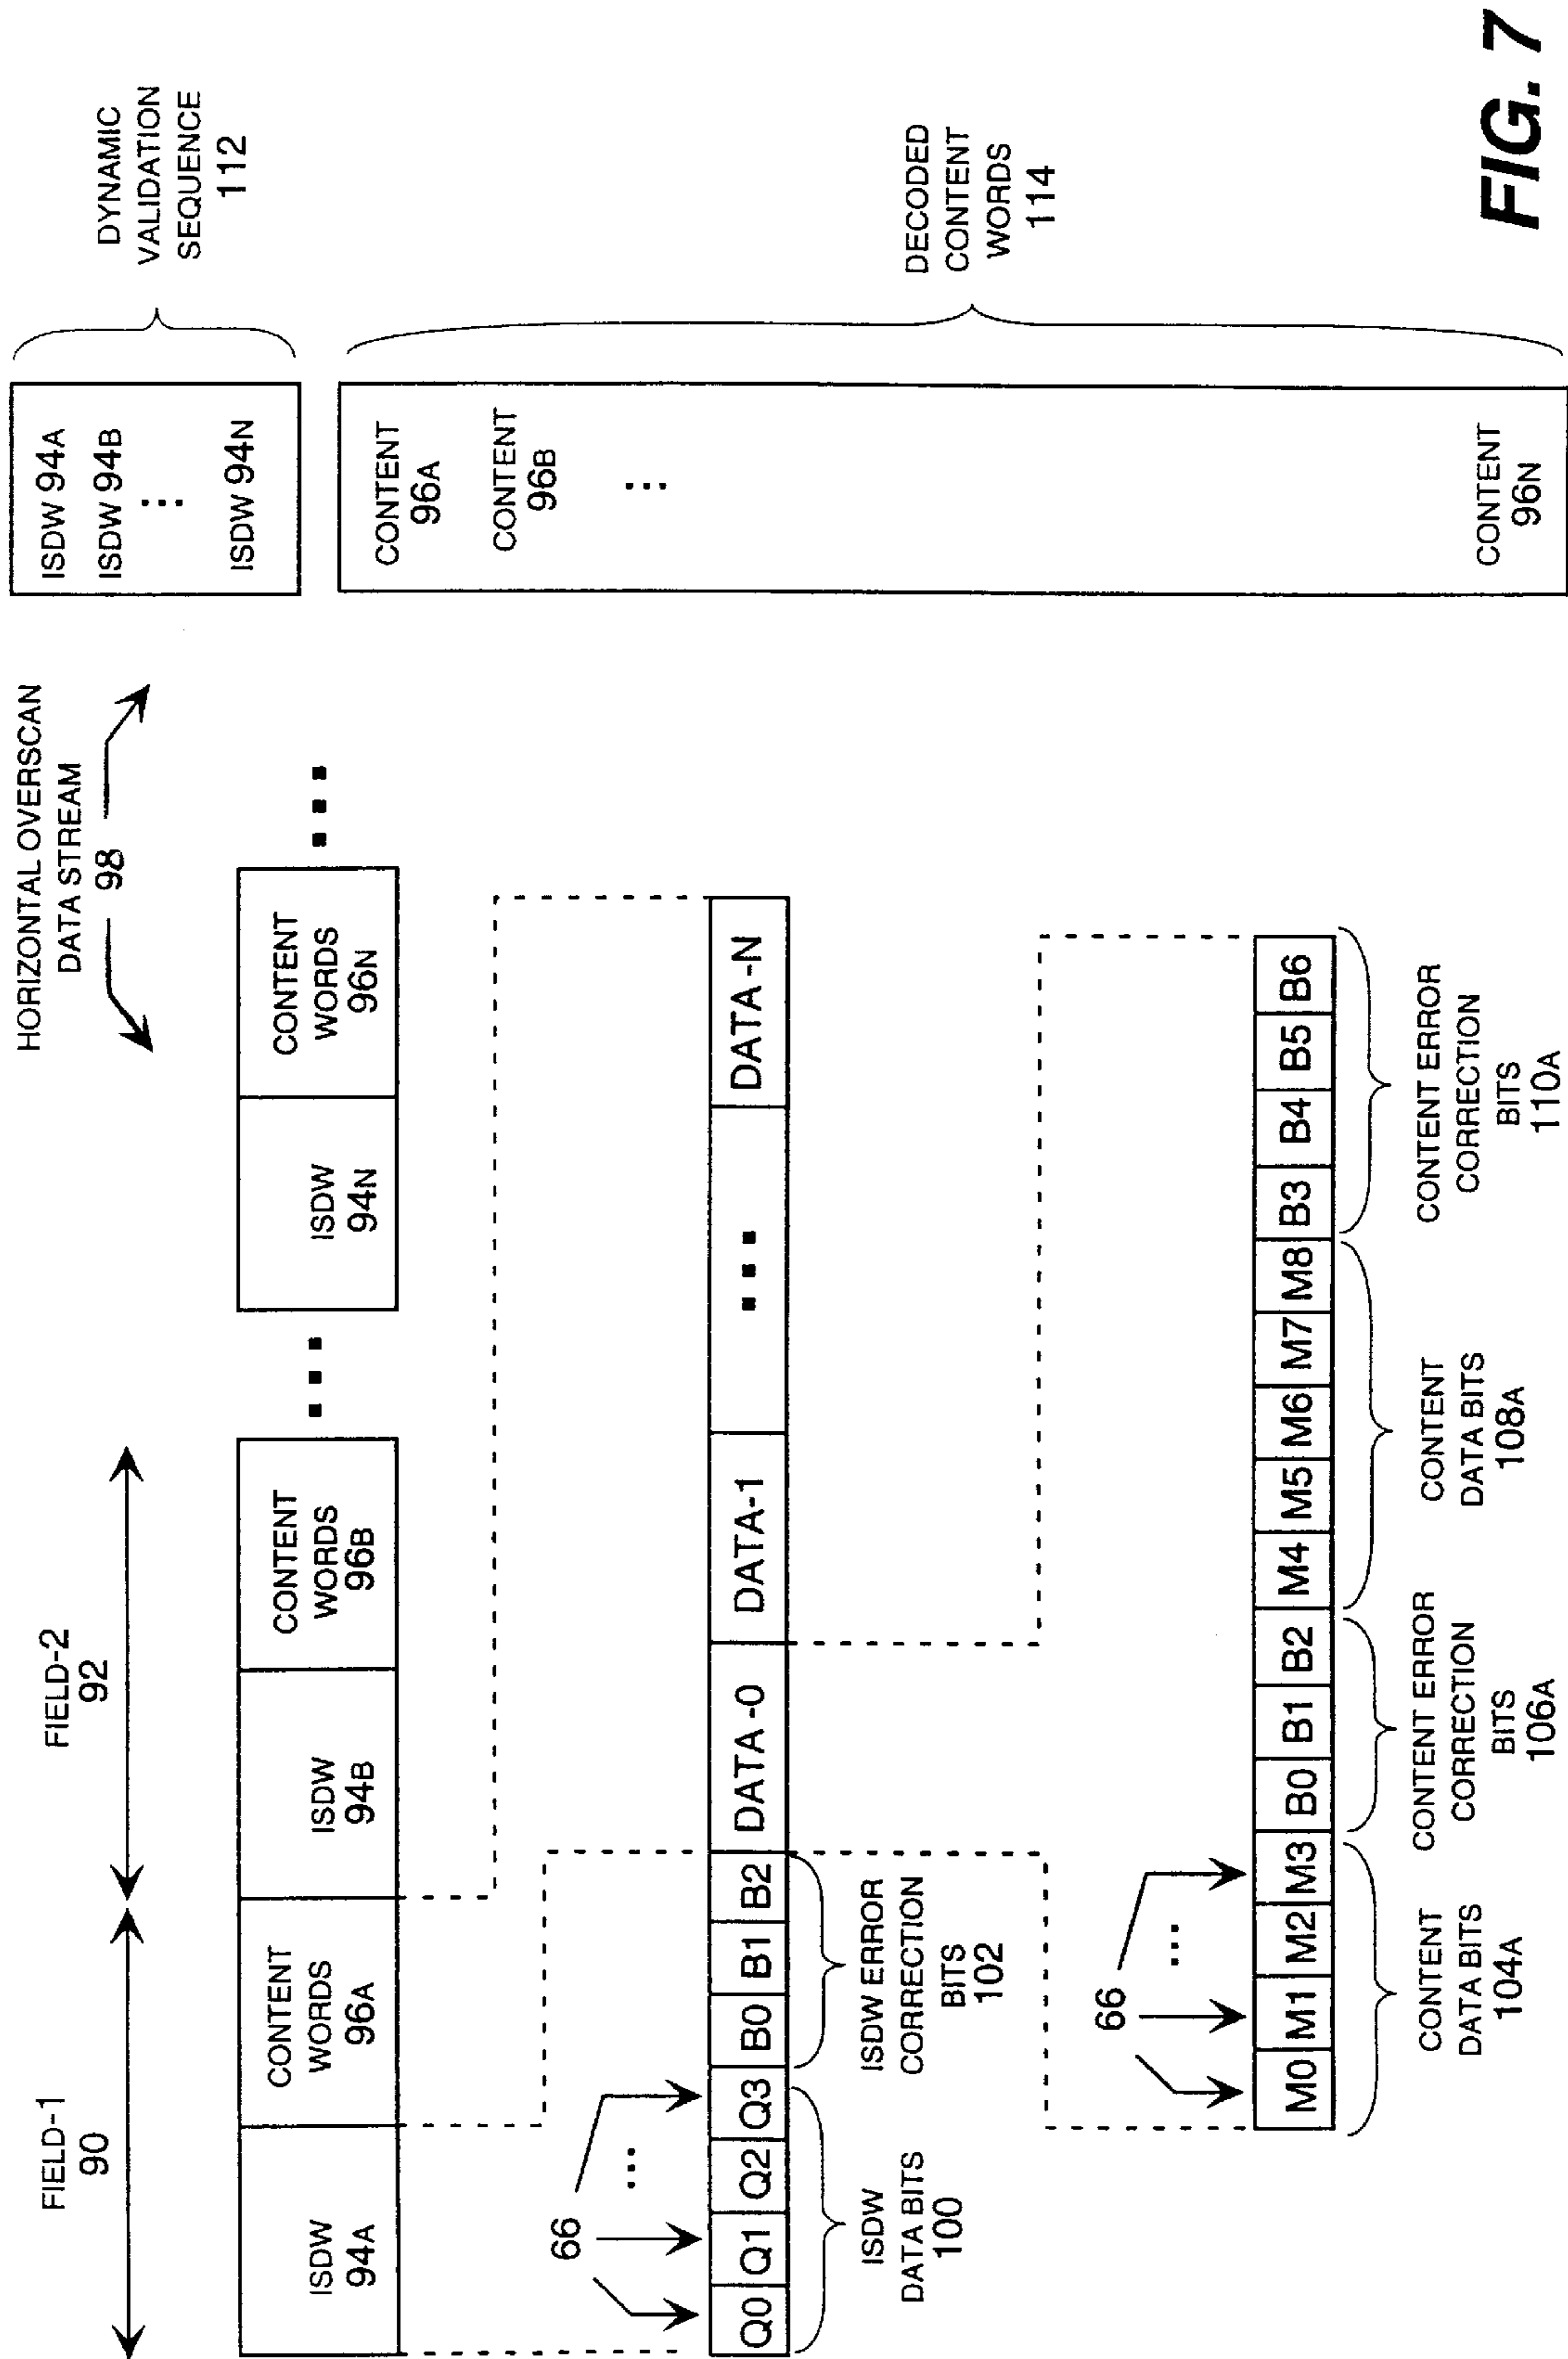 HORIZONTAL OVERSCAN
DATA STREAM
98
FIELD-1
90
FIELD-2
92
ISDW
94A
CONTENT
WORDS
96A
ISDW
94B
CONTENT
WORDS
96B
...
ISDW
94N
CONTENT
WORDS
96N
...
66
...
Q0 Q1 Q2 Q3 B0 B1 B2 DATA-0 DATA-1 ... DATA-N
ISDW
DATA BITS
100
ISDW ERROR
CORRECTION
BITS
102
66
...
M0 M1 M2 M3 B0 B1 B2 M4 M5 M6 M7 M8 B3 B4 B5 B6
CONTENT
DATA BITS
104A
CONTENT ERROR
CORRECTION
BITS
106A
CONTENT
DATA BITS
108A
CONTENT ERROR
CORRECTION
BITS
110A
ISDW 94A
ISDW 94B
...
ISDW 94N
DYNAMIC
VALIDATION
SEQUENCE
112
CONTENT
96A
CONTENT
96B
...
CONTENT
96N
DECODED
CONTENT
WORDS
114
FIG. 7